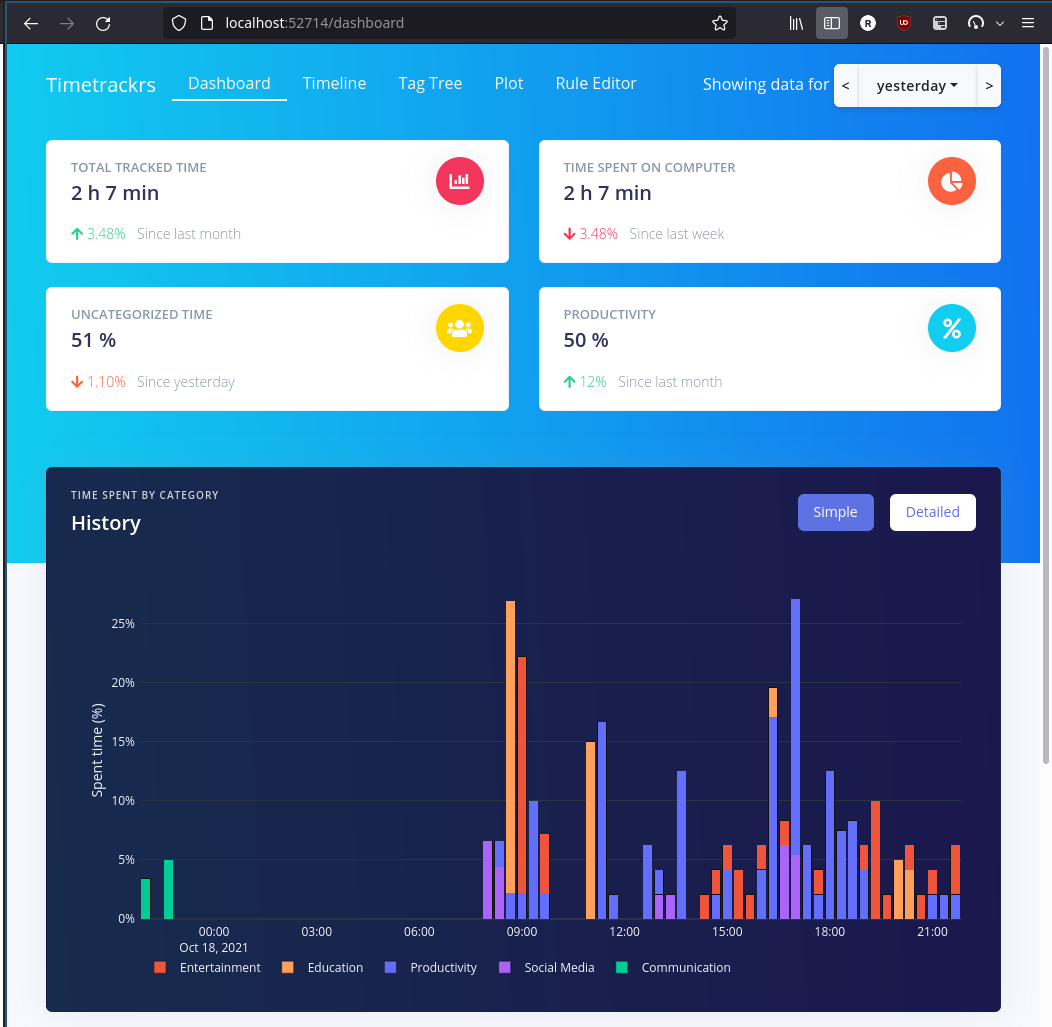 localhost:52714/dashboard
R
UD
Timetrackrs Dashboard Timeline Tag Tree Plot Rule Editor Showing data for < yesterday >
TOTAL TRACKED TIME
2 h 7 min
3.48% Since last month
TIME SPENT ON COMPUTER
2 h 7 min
3.48% Since last week
UNCATEGORIZED TIME
51 %
1.10% Since yesterday
PRODUCTIVITY
50 %
12% Since last month
%
TIME SPENT BY CATEGORY
History
Simple Detailed
Spent time (%)
25%
20%
15%
10%
5%
0%
00:00 03:00 06:00 09:00 12:00 15:00 18:00 21:00
Oct 18, 2021
Entertainment Education Productivity Social Media Communication